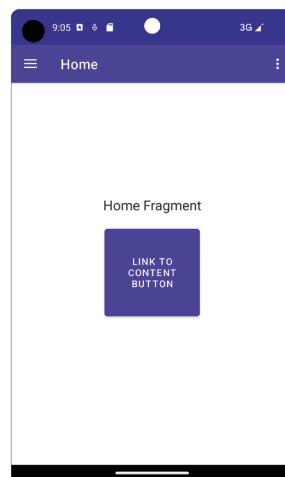 9:05
3G
Home
Home Fragment
LINK TO
CONTENT
BUTTON